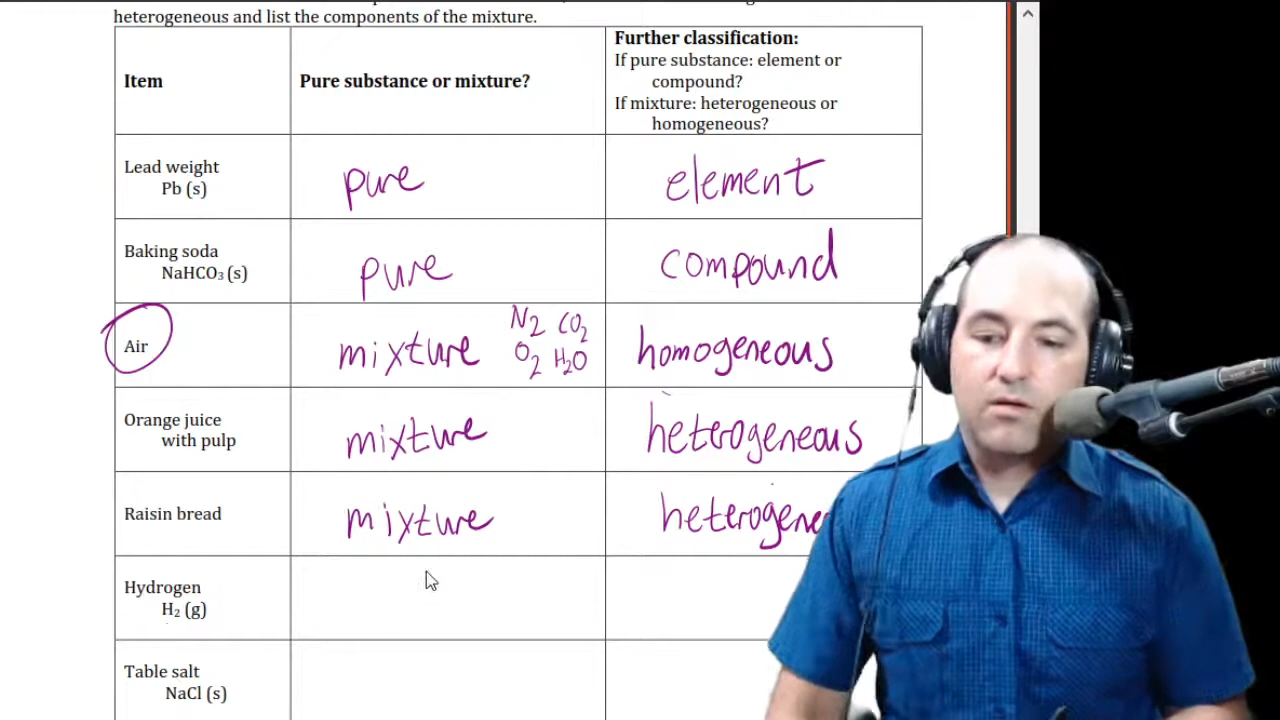 heterogeneous and list the components of the mixture.
Item
Pure substance or mixture?
Further classification:
If pure substance: element or
compound?
If mixture: heterogeneous or
homogeneous?
Lead weight
Pb (s)
pure
element
Baking soda
NaHCO₃ (s)
pure
compound
Air
mixture
N₂ CO₂
O₂ H₂O
homogeneous
Orange juice
with pulp
mixture
heterogeneous
Raisin bread
mixture
heterogene
Hydrogen
H₂ (g)
Table salt
NaCl (s)